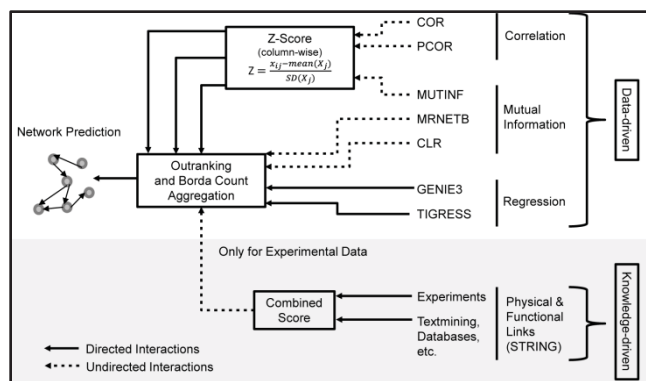 Z-Score
(column-wise)
Z = (x_ij − mean(X_j)) / SD(X_j)
COR
PCOR
Correlation
MUTINF
MRNETB
CLR
Mutual
Information
Data-driven
Network Prediction
Outranking
and Borda Count
Aggregation
GENIE3
TIGRESS
Regression
Only for Experimental Data
Combined
Score
Experiments
Textmining,
Databases,
etc.
Physical &
Functional
Links
(STRING)
Knowledge-driven
Directed Interactions
Undirected Interactions